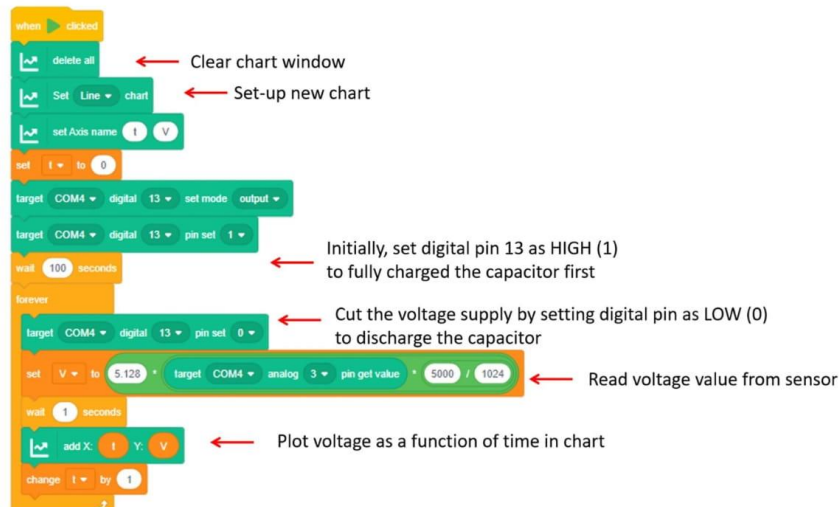 when clicked
delete all
Clear chart window
Set Line chart
Set-up new chart
set Axis name t V
set t to 0
target COM4 digital 13 set mode output
target COM4 digital 13 pin set 1
Initially, set digital pin 13 as HIGH (1)
to fully charged the capacitor first
wait 100 seconds
forever
Cut the voltage supply by setting digital pin as LOW (0)
to discharge the capacitor
target COM4 digital 13 pin set 0
set V to 5.128 * target COM4 analog 3 pin get value * 5000 / 1024
Read voltage value from sensor
wait 1 seconds
add X: t Y: V
Plot voltage as a function of time in chart
change t by 1